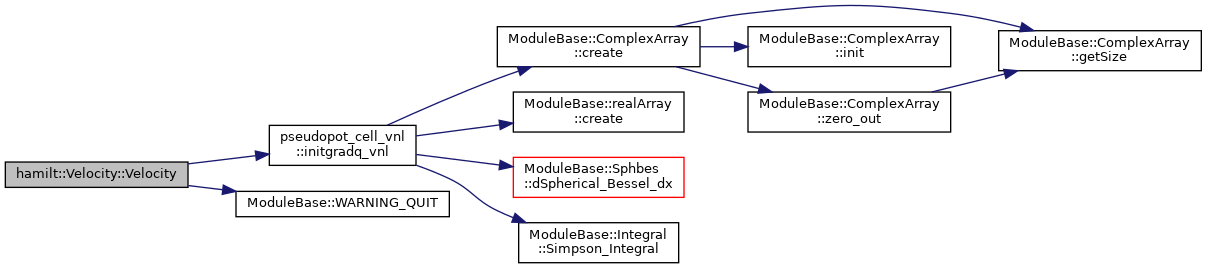 hamilt::Velocity::Velocity
pseudopot_cell_vnl
::initgradq_vnl
ModuleBase::WARNING_QUIT
ModuleBase::ComplexArray
::create
ModuleBase::realArray
::create
ModuleBase::Sphbes
::dSpherical_Bessel_dx
ModuleBase::Integral
::Simpson_Integral
ModuleBase::ComplexArray
::init
ModuleBase::ComplexArray
::zero_out
ModuleBase::ComplexArray
::getSize